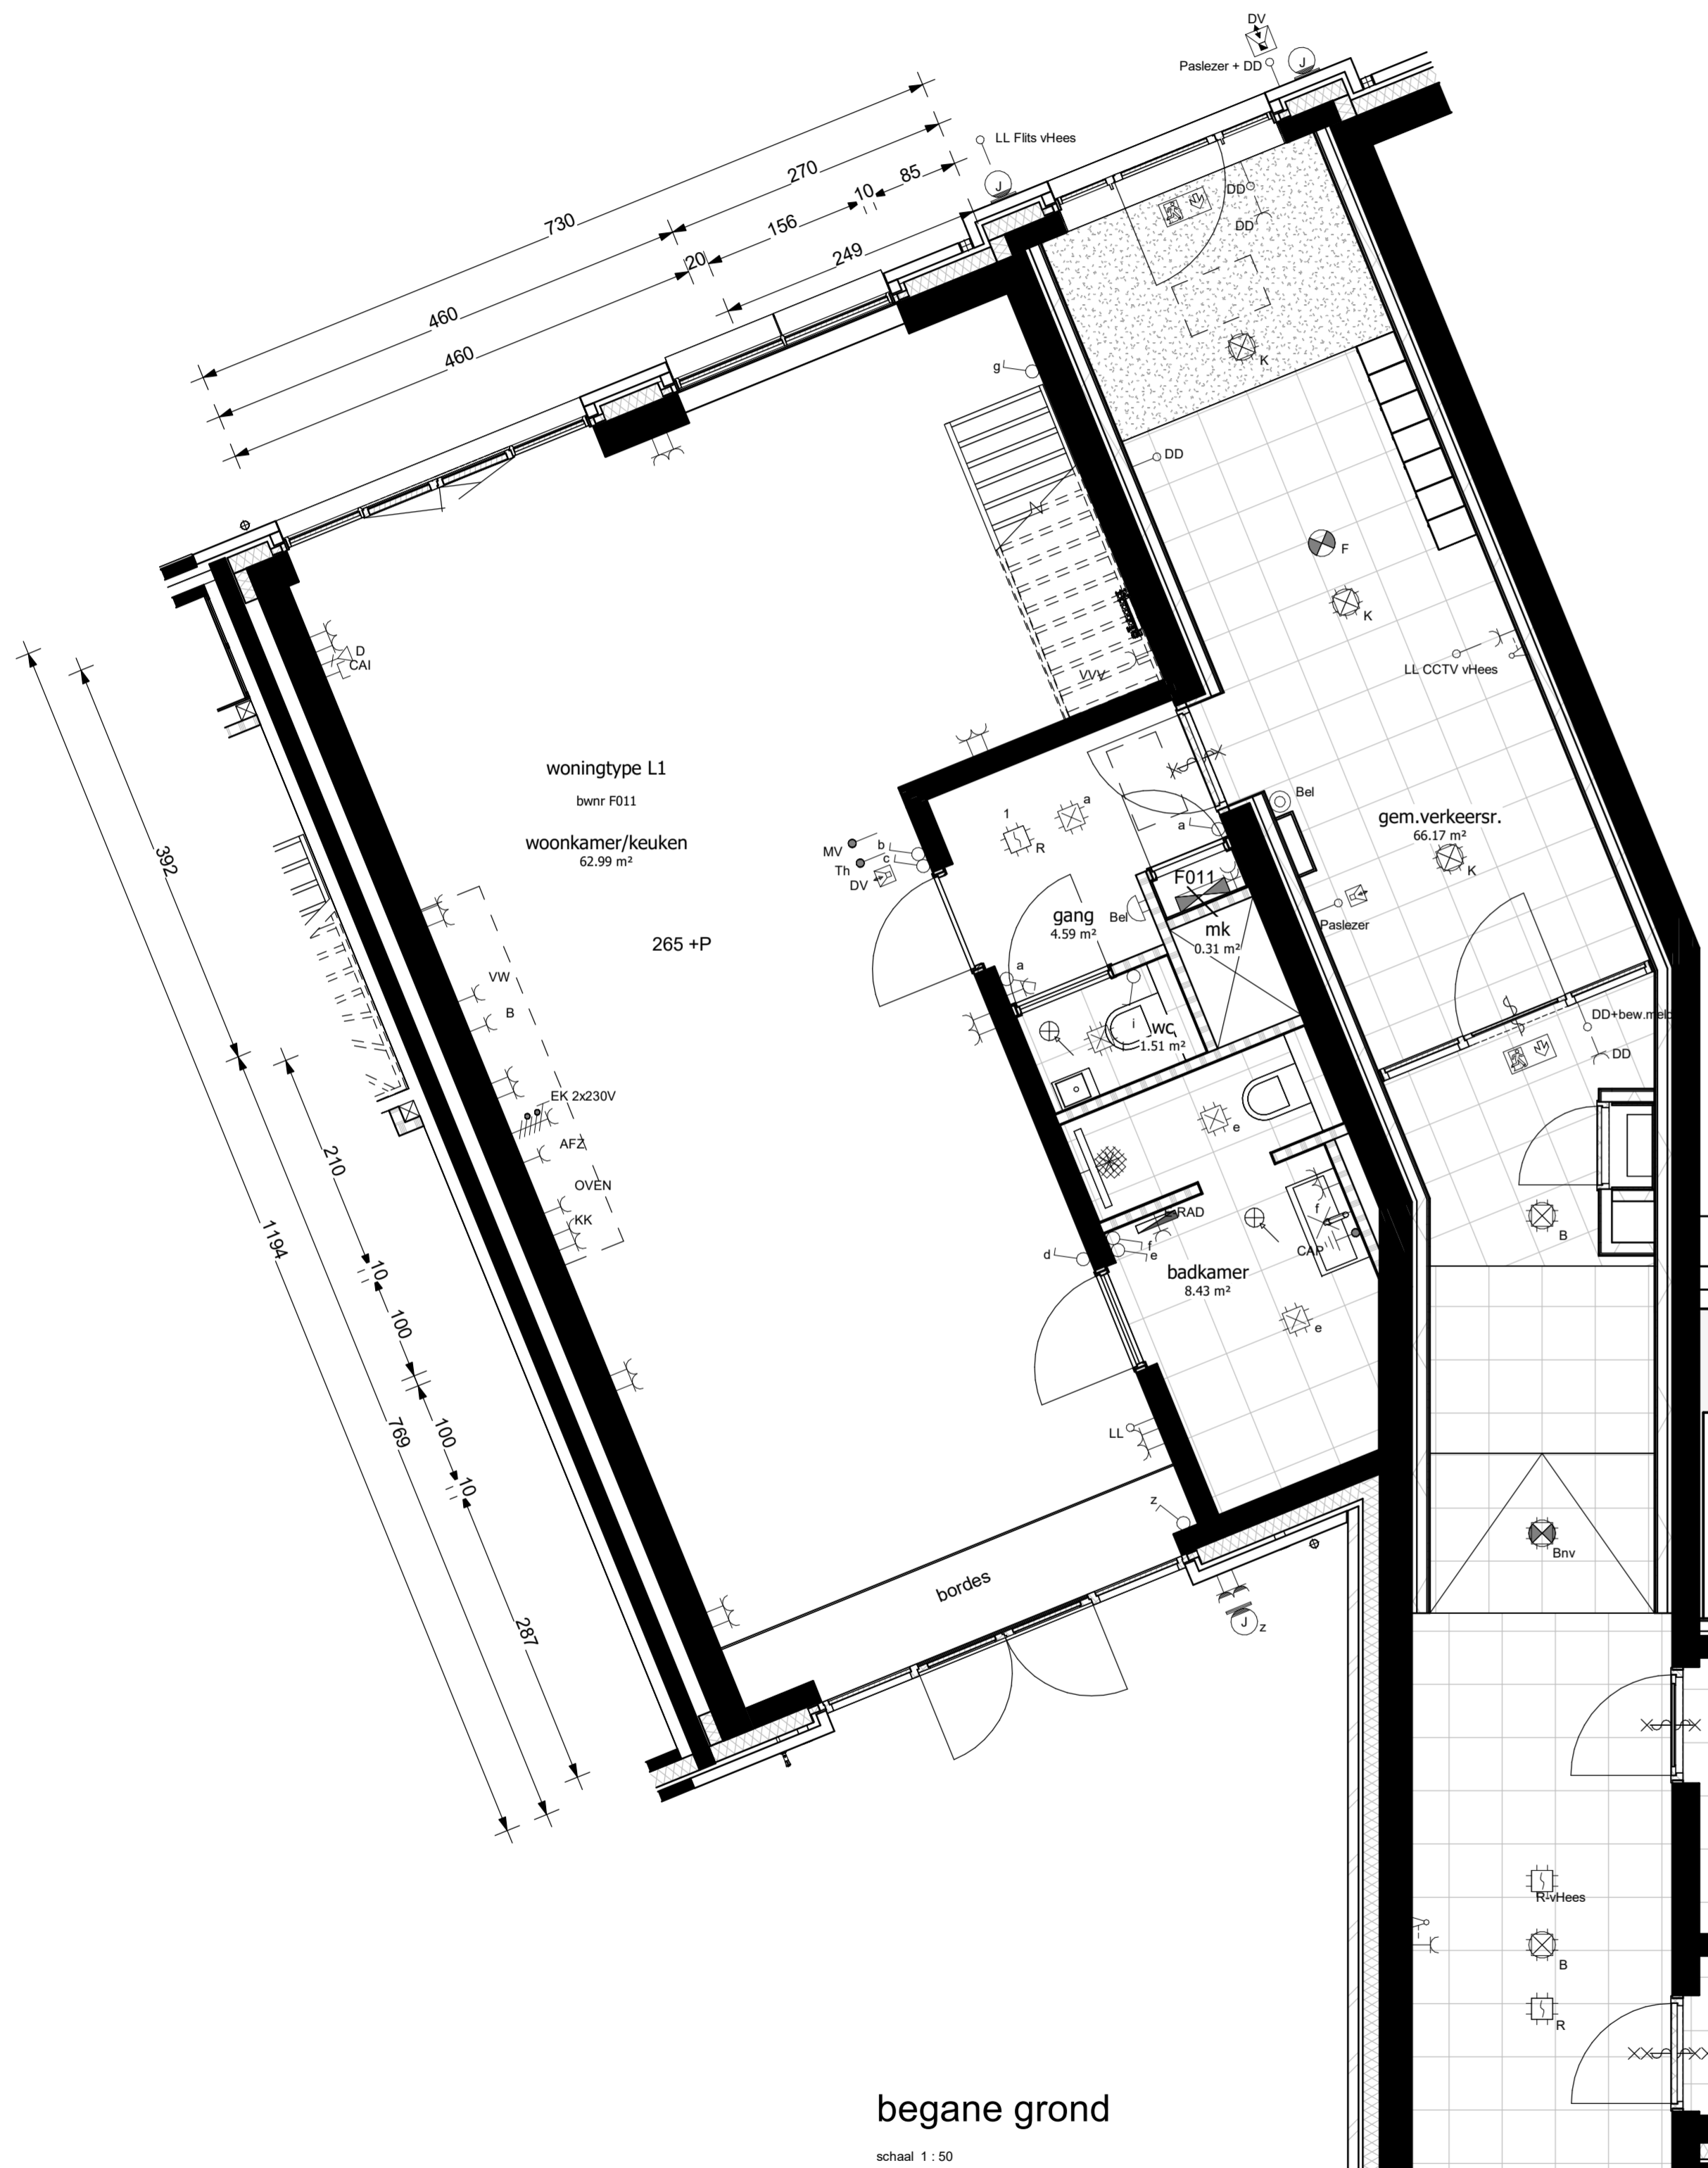 DV
Paslezer + DD
J
LL Flits vHees
J
270
85
10
730
156
20
249
460
460
DD
DD
K
g
DD
F
K
LL CCTV vHees
VVV
D
CAI
woningtype L1
bwnr F011
woonkamer/keuken
62.99 m²
265 +P
MV
Th
DV
b
c
1
R
a
a
Bel
gem.verkeersr.
66.17 m²
K
F011
mk
0.31 m²
gang
4.59 m²
Bel
Paslezer
a
i
wc
1.51 m²
DD+bew.meld
DD
392
VW
B
EK 2x230V
AFZ
OVEN
KK
210
1194
10
100
769
100
10
287
e
E.RAD
f
CAP
d
f
e
badkamer
8.43 m²
e
B
LL
z
bordes
J
z
Bnv
R-vHees
B
R
begane grond
schaal 1 : 50